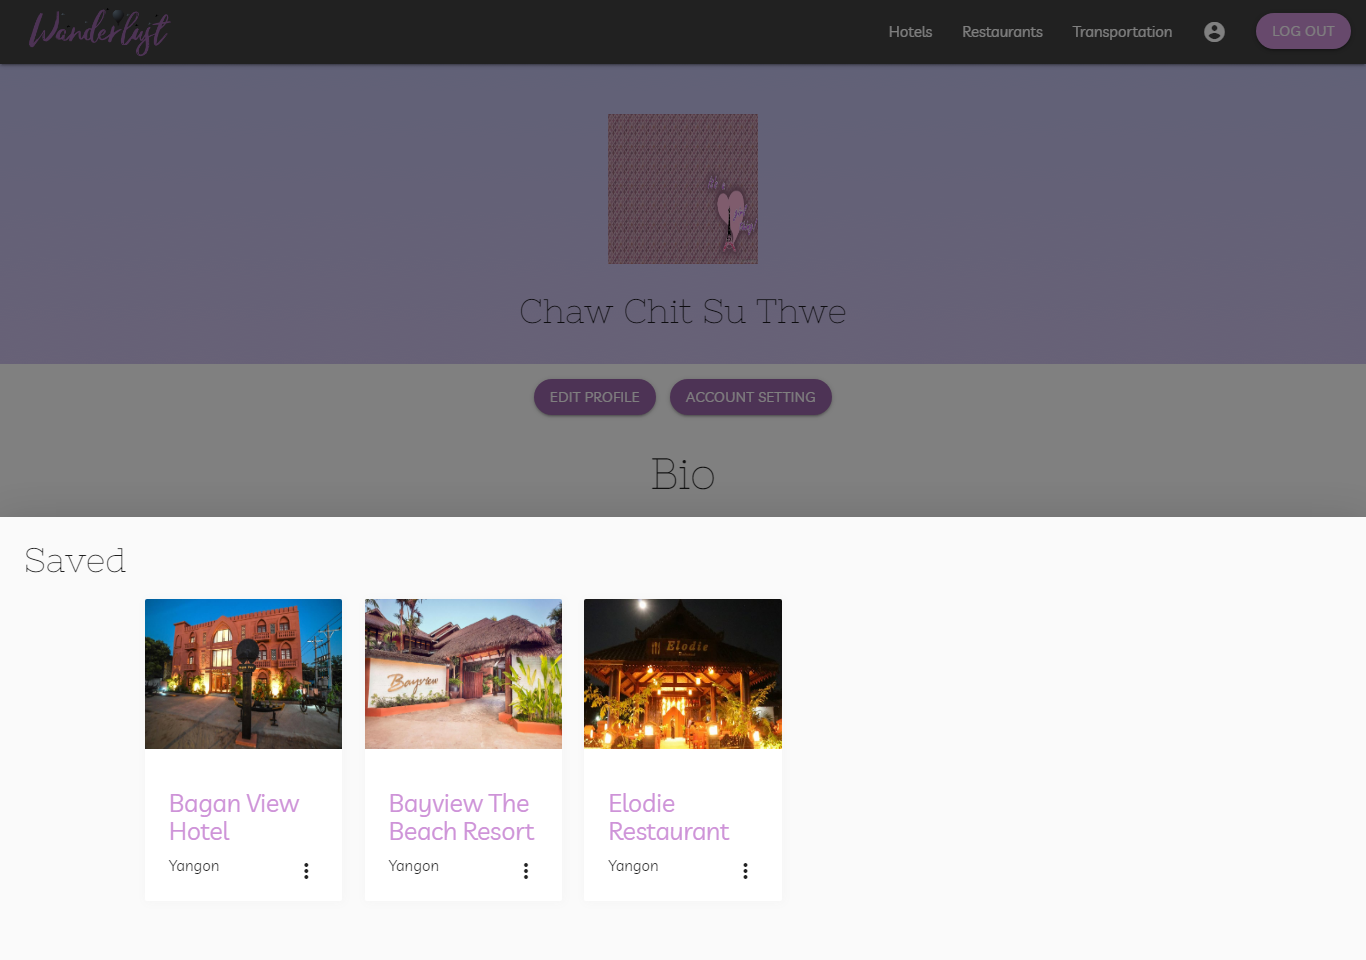 Wanderlust
Hotels
Restaurants
Transportation
LOG OUT
Chaw Chit Su Thwe
EDIT PROFILE
ACCOUNT SETTING
Bio
Saved
Bayview
Elodie
Bagan View
Hotel
Yangon
Bayview The
Beach Resort
Yangon
Elodie
Restaurant
Yangon